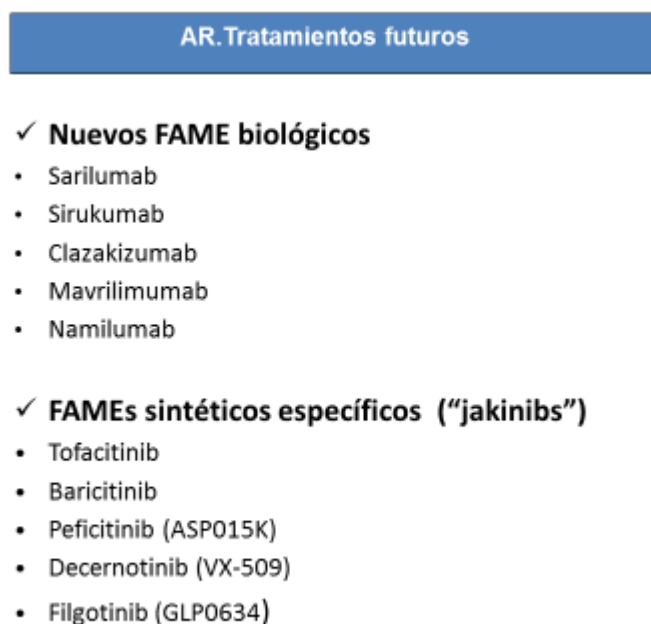 AR.Tratamientos futuros
✓ Nuevos FAME biológicos
• Sarilumab
• Sirukumab
• Clazakizumab
• Mavrilimumab
• Namilumab
✓ FAMEs sintéticos específicos (“jakinibs”)
• Tofacitinib
• Baricitinib
• Peficitinib (ASP015K)
• Decernotinib (VX-509)
• Filgotinib (GLP0634)